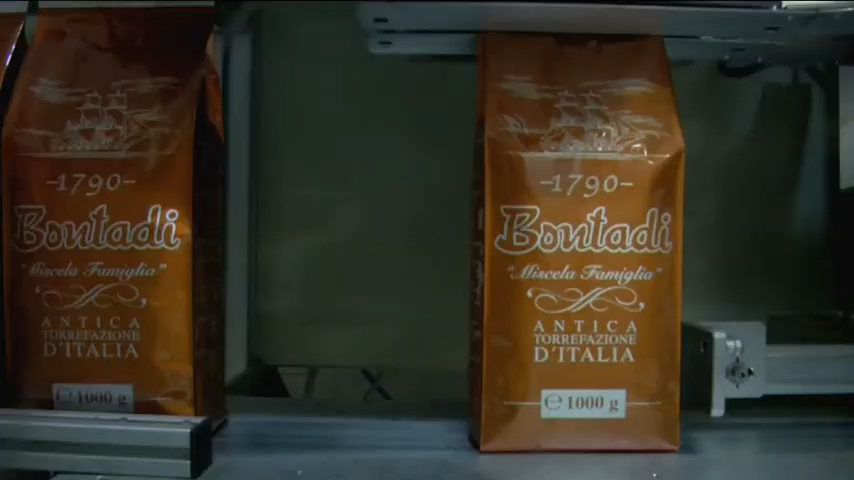 -1790-
Bontadi
"Miscela Famiglia"
ANTICA
TORREFAZIONE
D'ITALIA
℮ 1000 g
-1790-
Bontadi
"Miscela Famiglia"
ANTICA
TORREFAZIONE
D'ITALIA
℮ 1000 g